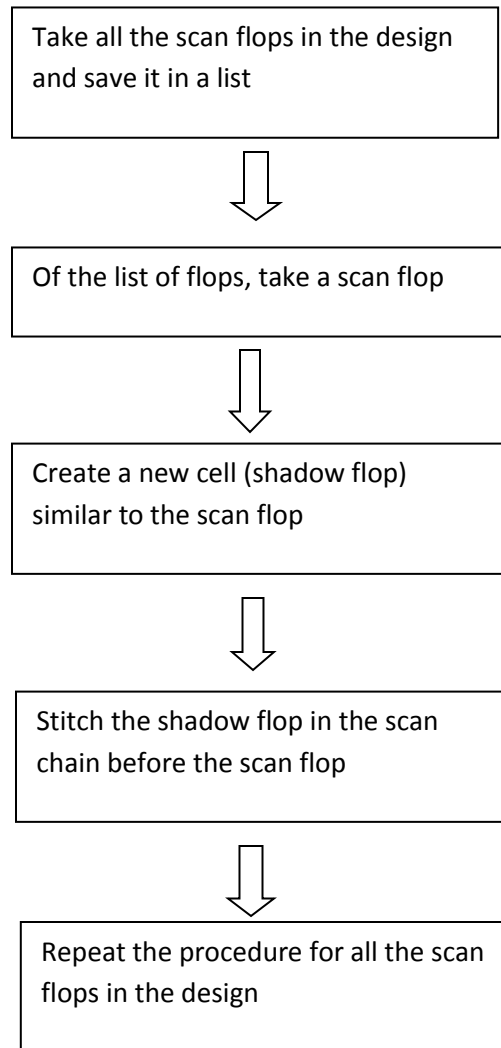 Take all the scan flops in the design
and save it in a list
Of the list of flops, take a scan flop
Create a new cell (shadow flop)
similar to the scan flop
Stitch the shadow flop in the scan
chain before the scan flop
Repeat the procedure for all the scan
flops in the design